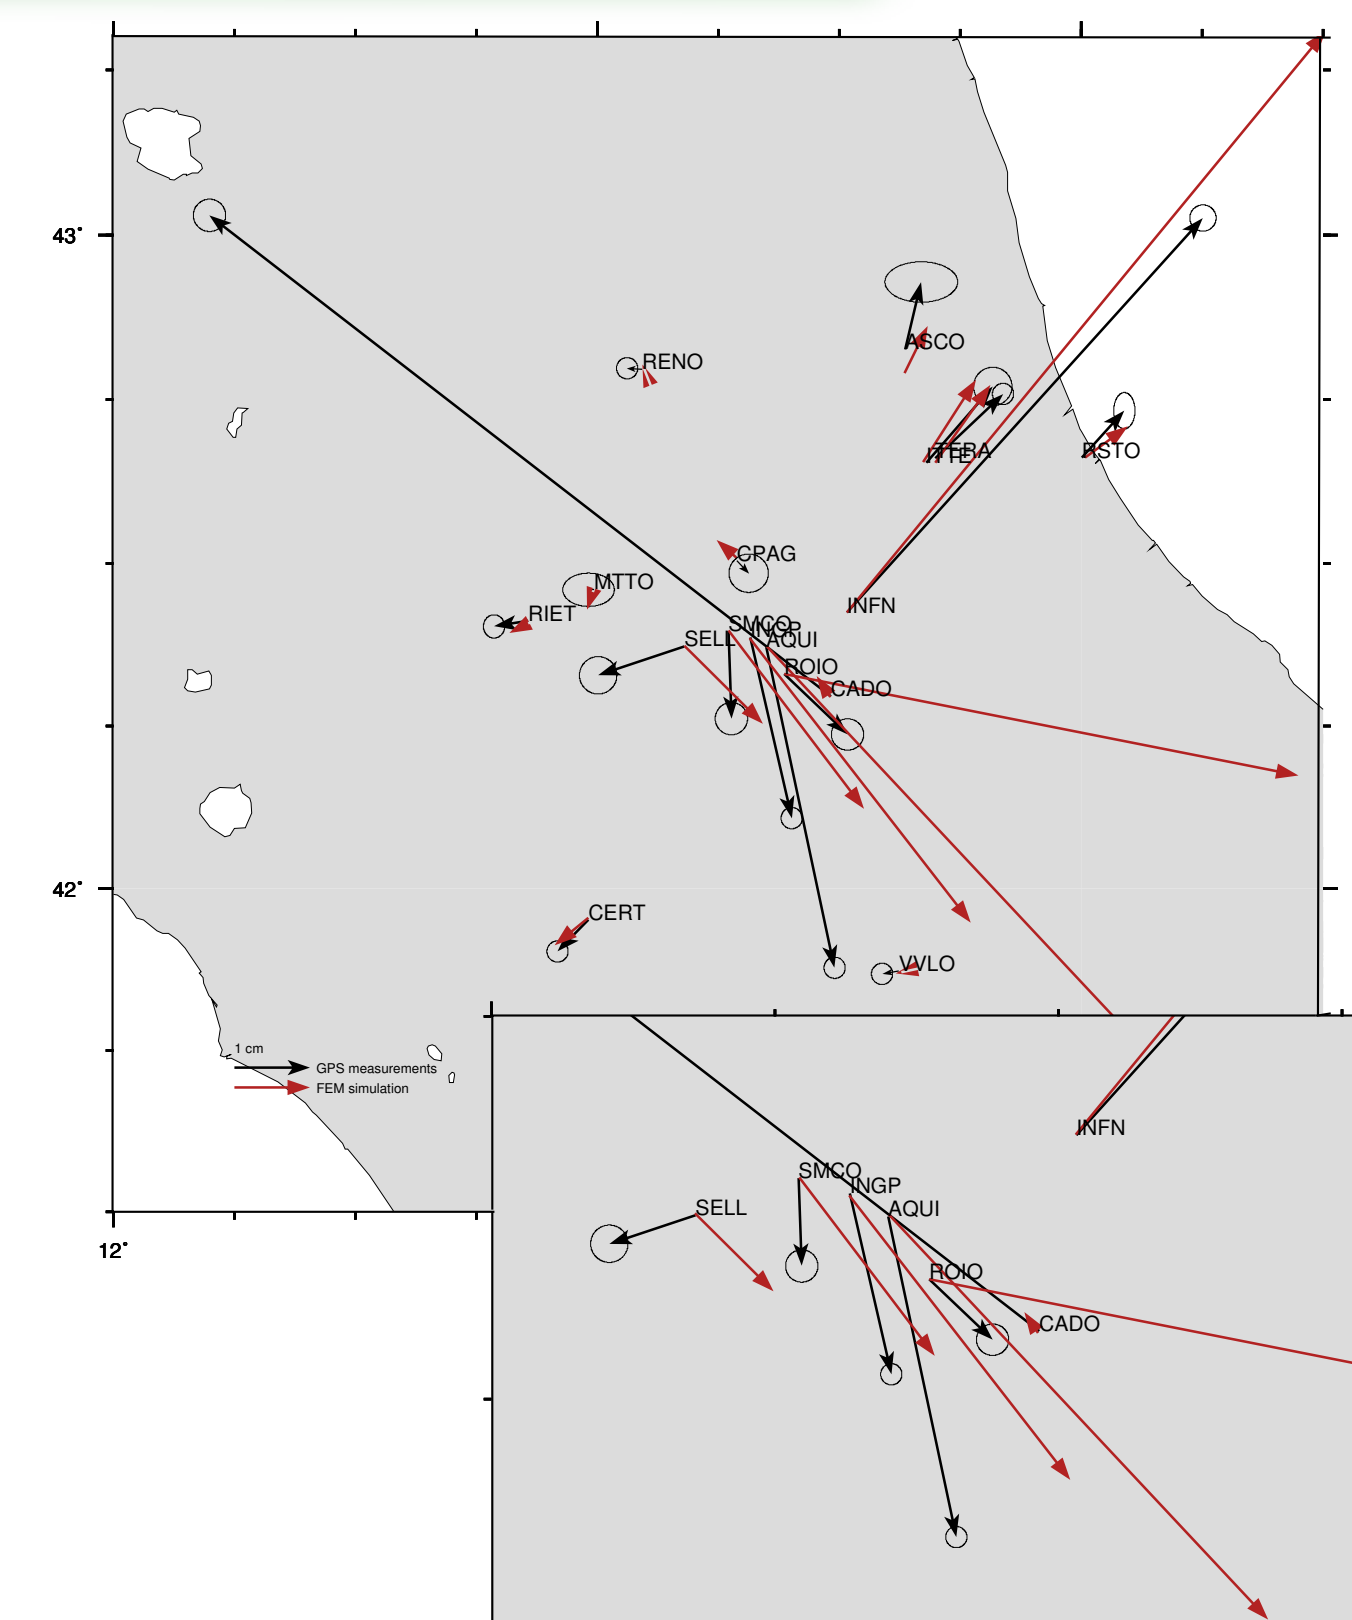 43°
ASCO
RENO
ITTE
TERA
RSTO
CPAG
MTTO
RIET
INFN
SMCO
INGP
SELL
AQUI
ROIO
CADO
42°
CERT
VVLO
1 cm
GPS measurements
FEM simulation
INFN
SMCO
INGP
SELL
AQUI
12°
ROIO
CADO